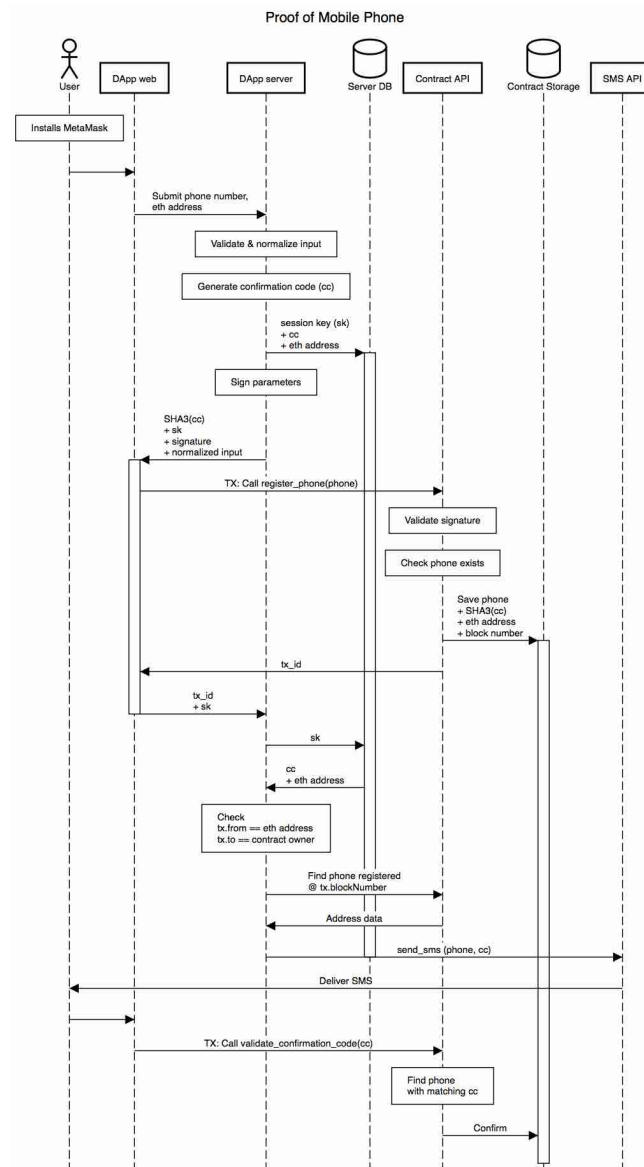 Proof of Mobile Phone
User
DApp web
DApp server
Server DB
Contract API
Contract Storage
SMS API
Installs MetaMask
Submit phone number,
eth address
Validate & normalize input
Generate confirmation code (cc)
session key (sk)
+ cc
+ eth address
Sign parameters
SHA3(cc)
+ sk
+ signature
+ normalized input
TX: Call register_phone(phone)
Validate signature
Check phone exists
Save phone
+ SHA3(cc)
+ eth address
+ block number
tx_id
tx_id
+ sk
sk
cc
+ eth address
Check
tx.from == eth address
tx.to == contract owner
Find phone registered
@ tx.blockNumber
Address data
send_sms (phone, cc)
Deliver SMS
TX: Call validate_confirmation_code(cc)
Find phone
with matching cc
Confirm